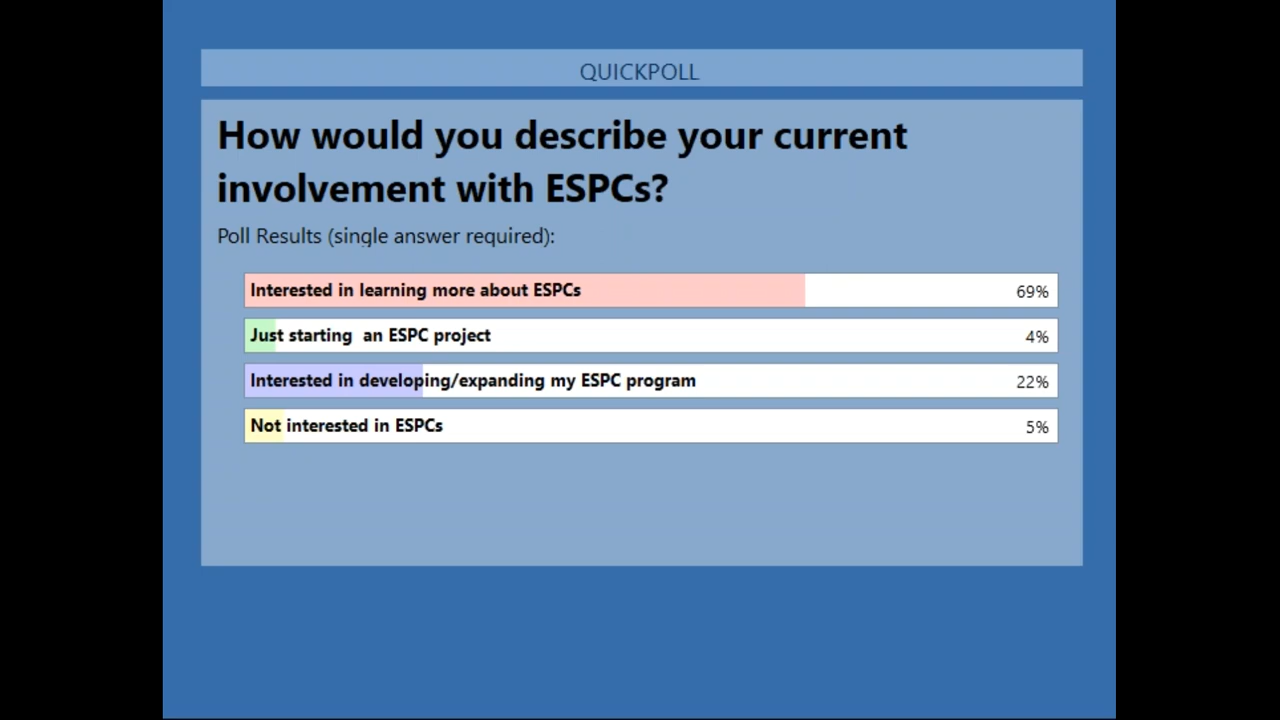 QUICKPOLL
How would you describe your current
involvement with ESPCs?
Poll Results (single answer required):
Interested in learning more about ESPCs 69%
Just starting  an ESPC project 4%
Interested in developing/expanding my ESPC program 22%
Not interested in ESPCs 5%